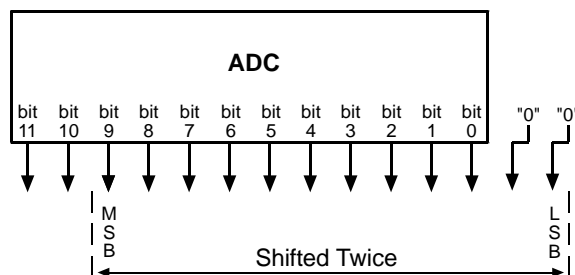 ADC
bit bit bit bit bit bit bit bit bit bit bit bit "0" "0"
11 10 9 8 7 6 5 4 3 2 1 0
M L
S S
B B
Shifted Twice